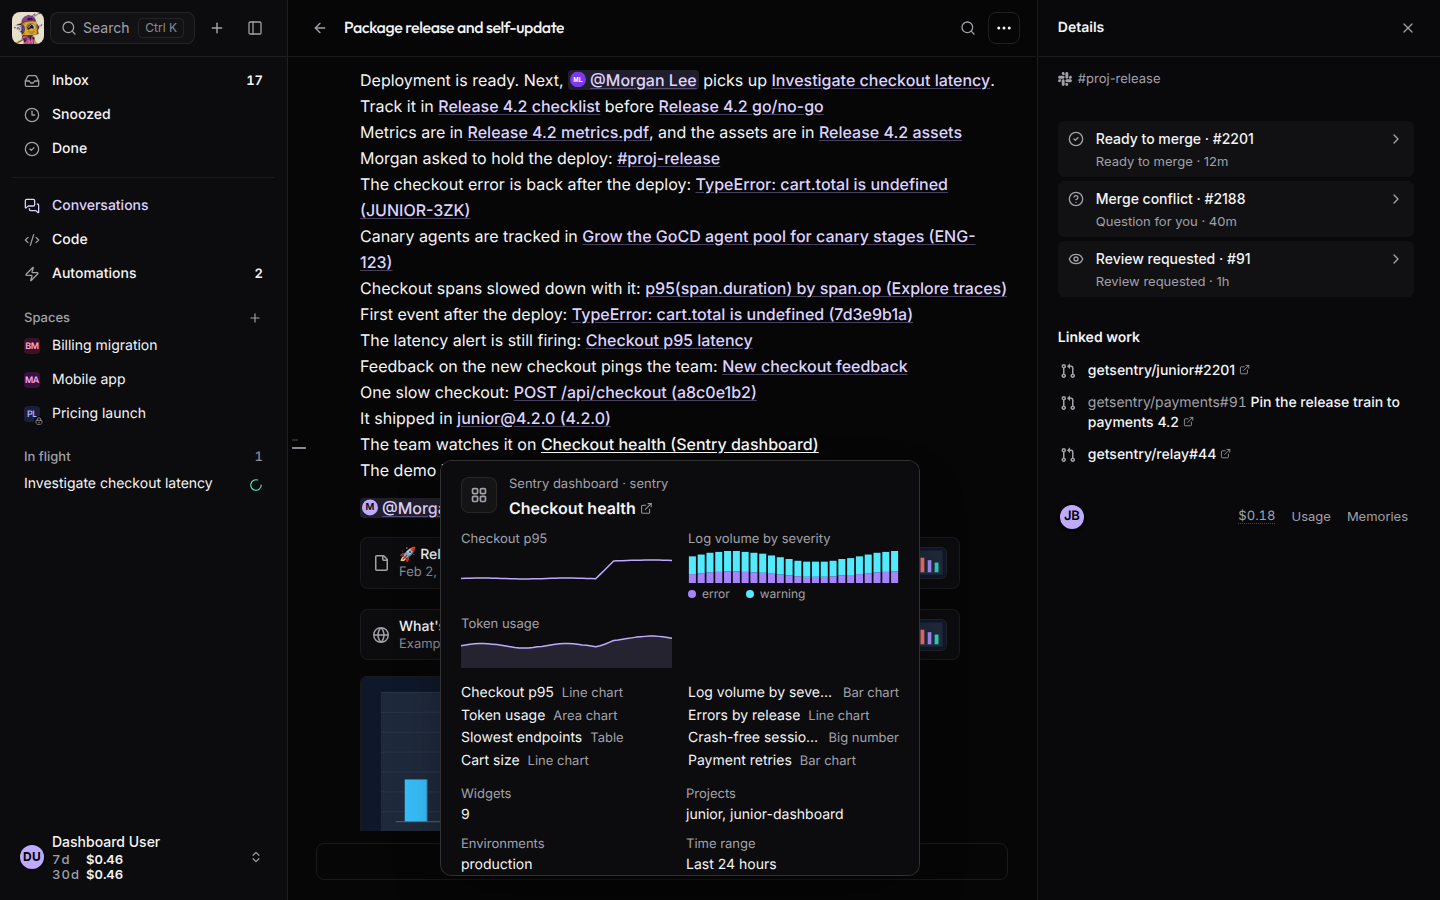 Search Ctrl K
Inbox 17
Snoozed
Done
Conversations
Code
Automations 2
Spaces
BM Billing migration
MA Mobile app
PL Pricing launch
In flight 1
Investigate checkout latency
DU Dashboard User
7d $0.46
30d $0.46
Package release and self-update
Deployment is ready. Next, ML @Morgan Lee picks up Investigate checkout latency.
Track it in Release 4.2 checklist before Release 4.2 go/no-go
Metrics are in Release 4.2 metrics.pdf, and the assets are in Release 4.2 assets
Morgan asked to hold the deploy: #proj-release
The checkout error is back after the deploy: TypeError: cart.total is undefined
(JUNIOR-3ZK)
Canary agents are tracked in Grow the GoCD agent pool for canary stages (ENG-
123)
Checkout spans slowed down with it: p95(span.duration) by span.op (Explore traces)
First event after the deploy: TypeError: cart.total is undefined (7d3e9b1a)
The latency alert is still firing: Checkout p95 latency
Feedback on the new checkout pings the team: New checkout feedback
One slow checkout: POST /api/checkout (a8c0e1b2)
It shipped in junior@4.2.0 (4.2.0)
The team watches it on Checkout health (Sentry dashboard)
The demo
M @Morga
🚀 Rel
Feb 2,
What's
Examp
Sentry dashboard · sentry
Checkout health
Checkout p95
Log volume by severity
error warning
Token usage
Checkout p95 Line chart
Log volume by seve... Bar chart
Token usage Area chart
Errors by release Line chart
Slowest endpoints Table
Crash-free sessio... Big number
Cart size Line chart
Payment retries Bar chart
Widgets
9
Projects
junior, junior-dashboard
Environments
production
Time range
Last 24 hours
Details
#proj-release
Ready to merge · #2201
Ready to merge · 12m
Merge conflict · #2188
Question for you · 40m
Review requested · #91
Review requested · 1h
Linked work
getsentry/junior#2201
getsentry/payments#91 Pin the release train to
payments 4.2
getsentry/relay#44
JB $0.18 Usage Memories